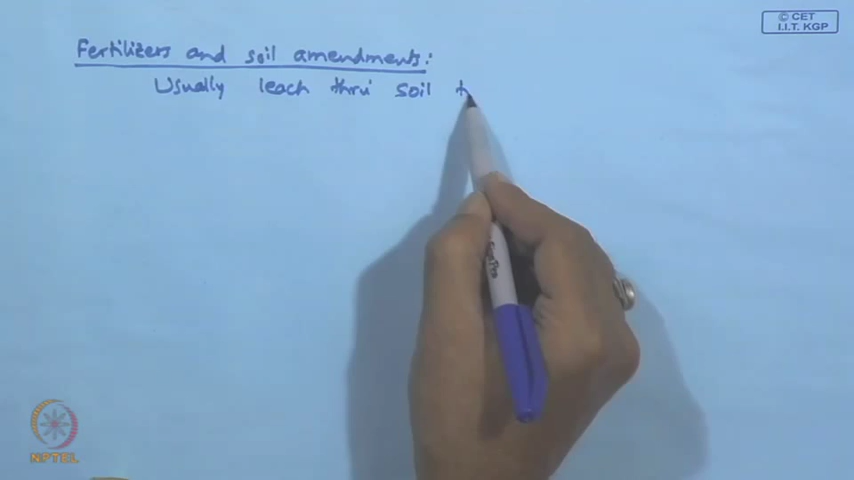 © CET
I.I.T. KGP
Fertilizers and soil amendments:
Usually leach thru' soil t
NPTEL